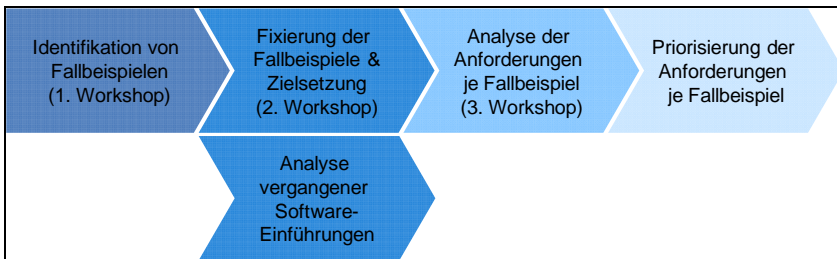 Identifikation von
Fallbeispielen
(1. Workshop)
Fixierung der
Fallbeispiele &
Zielsetzung
(2. Workshop)
Analyse der
Anforderungen
je Fallbeispiel
(3. Workshop)
Priorisierung der
Anforderungen
je Fallbeispiel
Analyse
vergangener
Software-
Einführungen